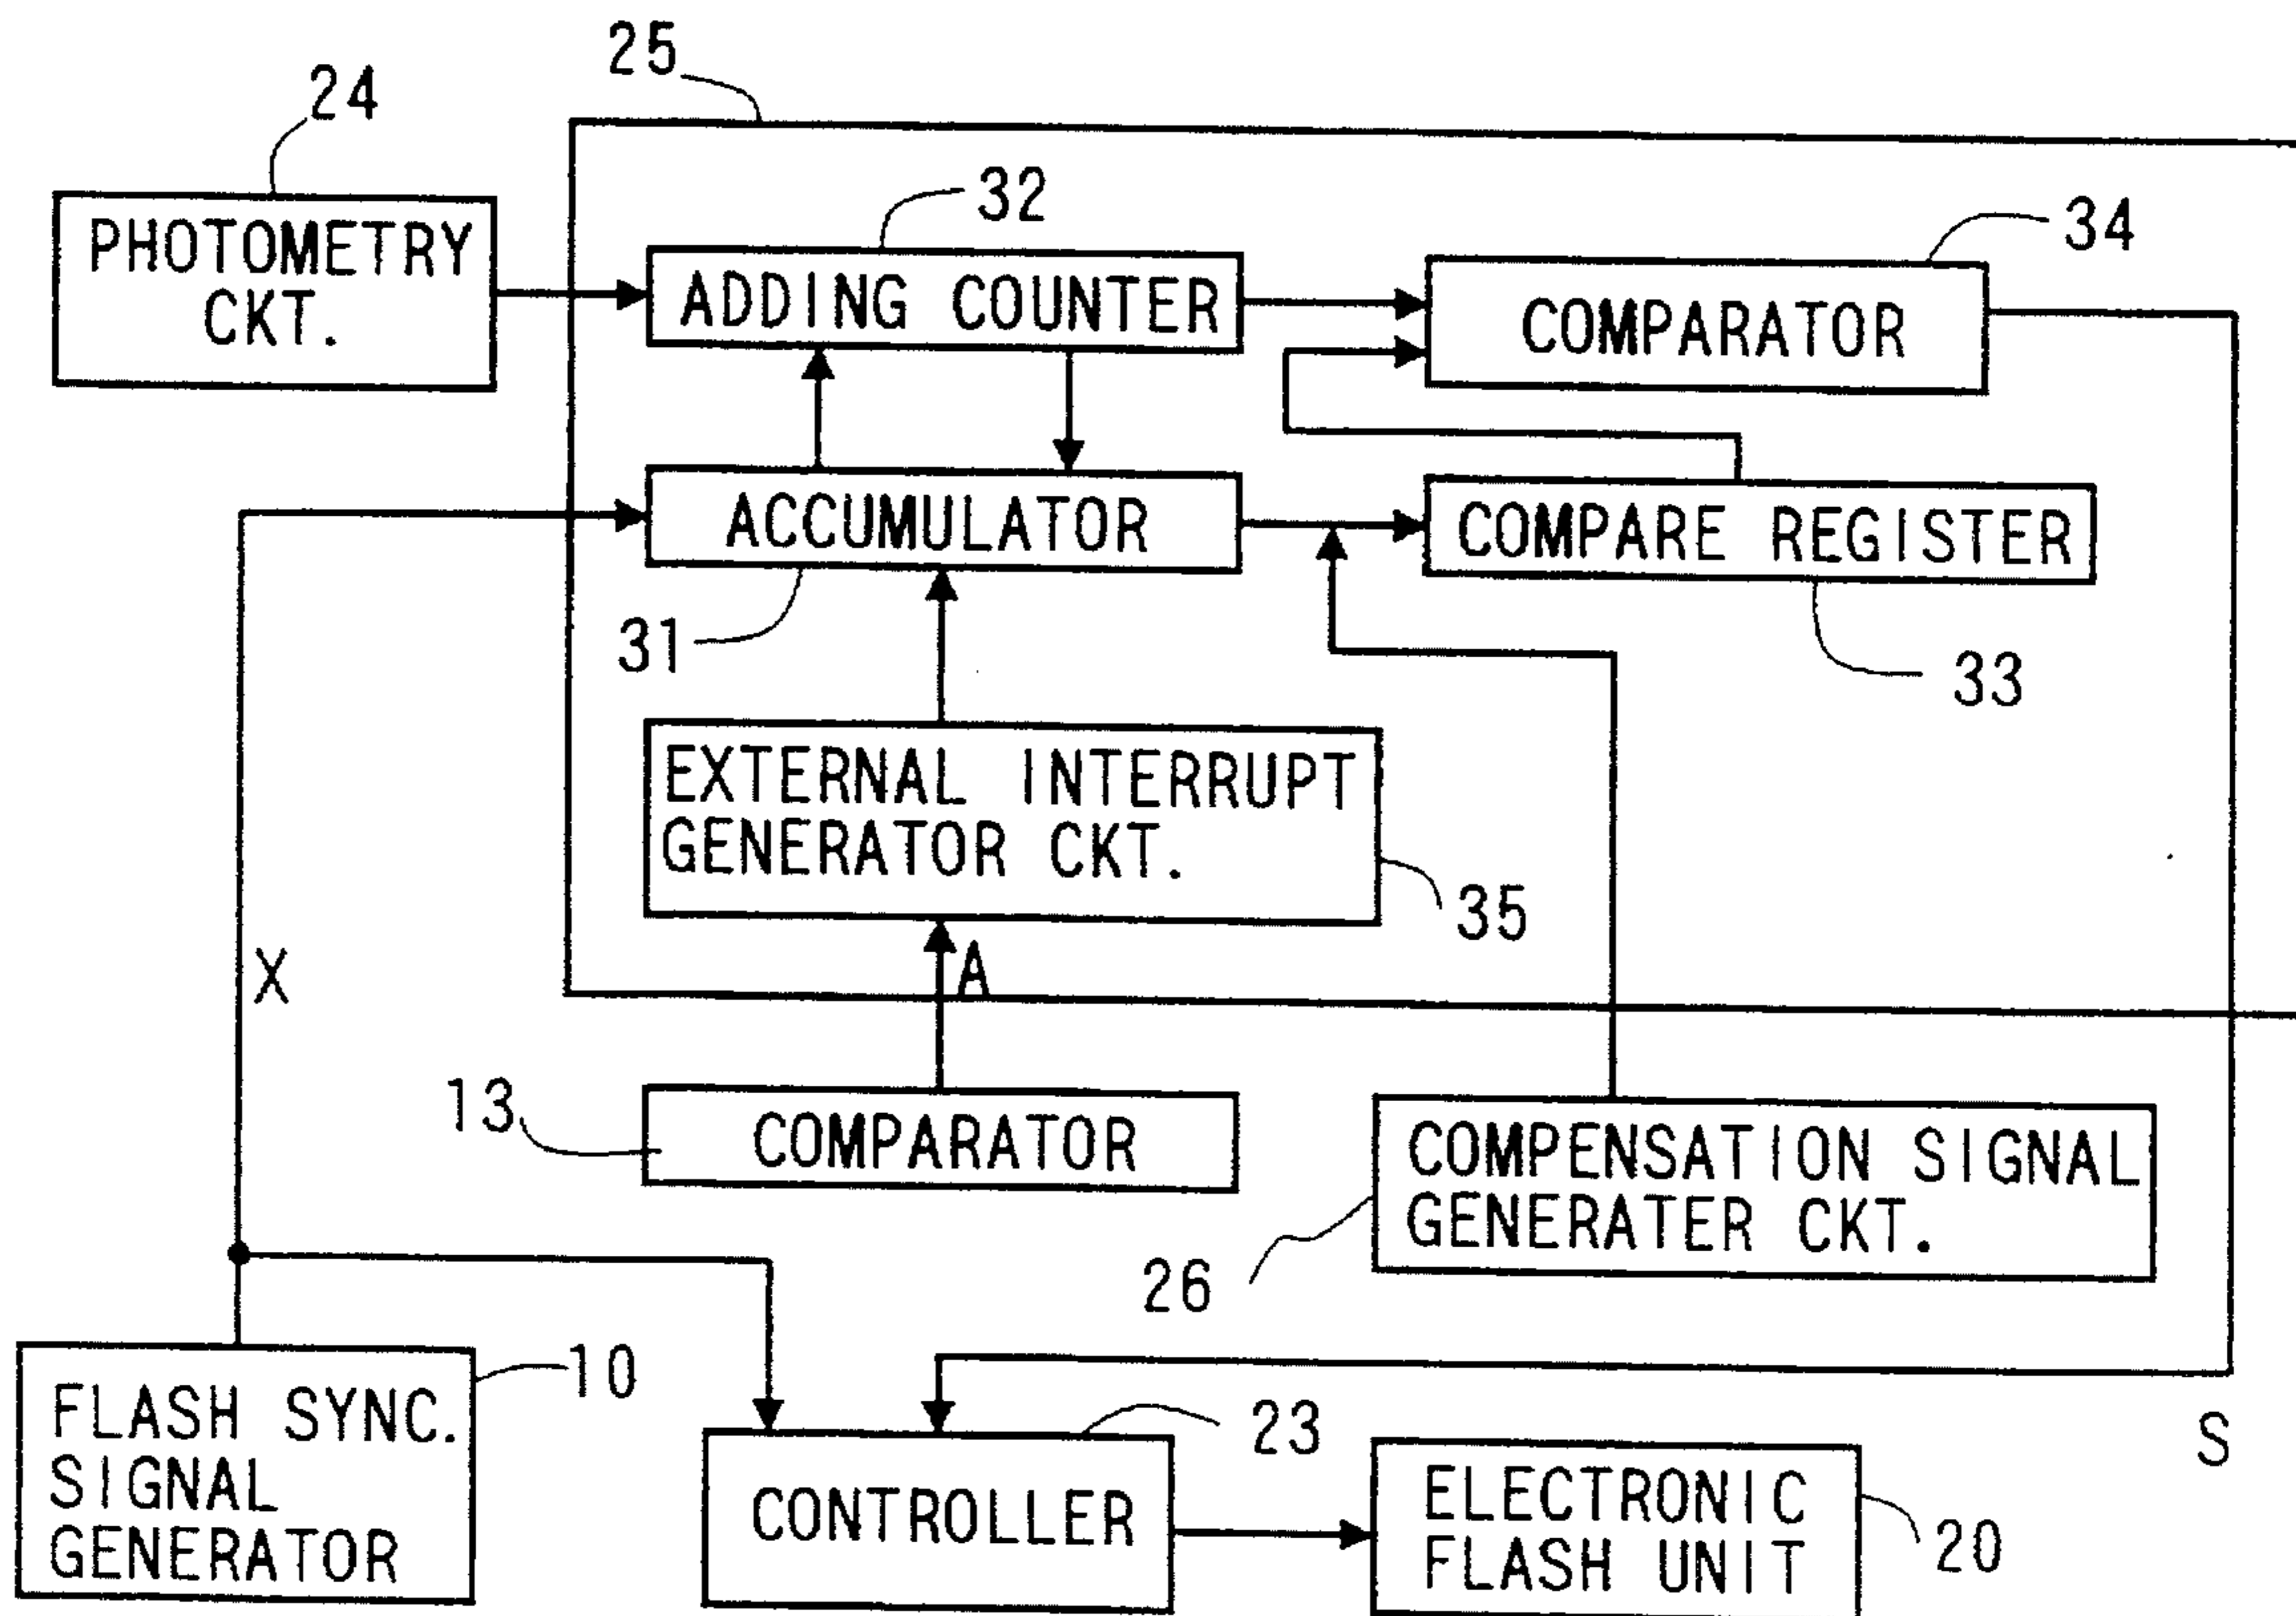 25
24
PHOTOMETRY
CKT.
32
ADDING COUNTER
34
COMPARATOR
ACCUMULATOR
31
COMPARE REGISTER
33
EXTERNAL INTERRUPT
GENERATOR CKT.
35
X
A
13
COMPARATOR
COMPENSATION SIGNAL
GENERATER CKT.
26
FLASH SYNC.
SIGNAL
GENERATOR
10
23
CONTROLLER
ELECTRONIC
FLASH UNIT
20
S